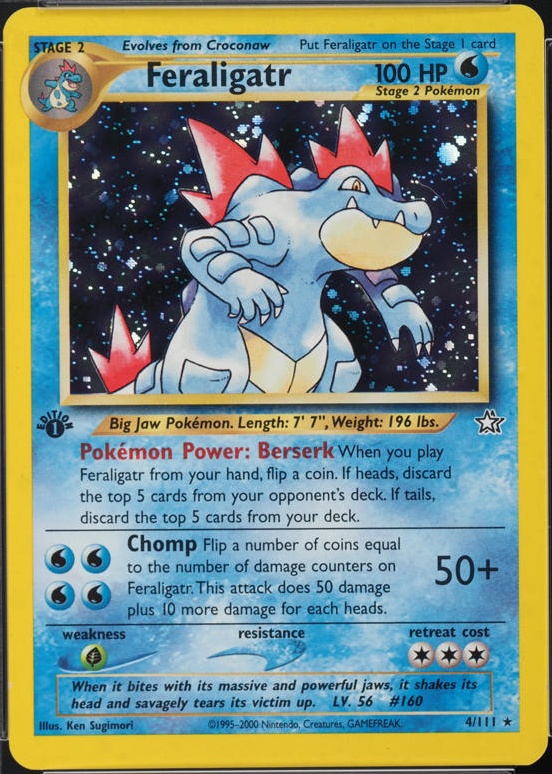 STAGE 2 Evolves from Croconaw Put Feraligatr on the Stage 1 card
Feraligatr 100 HP
Stage 2 Pokémon
EDITION 1
Big Jaw Pokémon. Length: 7' 7", Weight: 196 lbs.
Pokémon Power: Berserk When you play
Feraligatr from your hand, flip a coin. If heads, discard
the top 5 cards from your opponent's deck. If tails,
discard the top 5 cards from your deck.
Chomp Flip a number of coins equal
to the number of damage counters on
Feraligatr. This attack does 50 damage
plus 10 more damage for each heads.
50+
weakness resistance retreat cost
When it bites with its massive and powerful jaws, it shakes its
head and savagely tears its victim up. LV. 56 #160
Illus. Ken Sugimori ©1995-2000 Nintendo, Creatures, GAMEFREAK. 4/111 ★